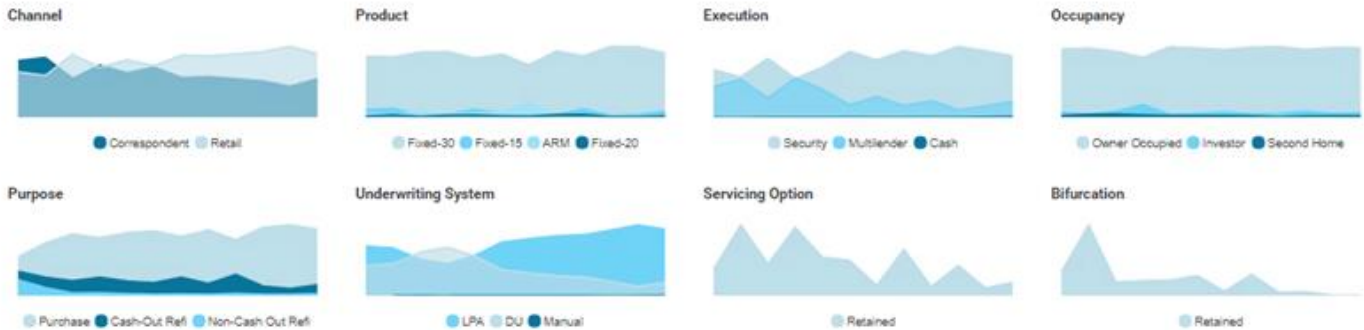 Channel
Product
Execution
Occupancy
Correspondent Retail
Fixed-30 Fixed-15 ARM Fixed-20
Security Multilender Cash
Owner Occupied Investor Second Home
Purpose
Underwriting System
Servicing Option
Bifurcation
Purchase Cash-Out Refi Non-Cash Out Refi
LPA DU Manual
Retained
Retained